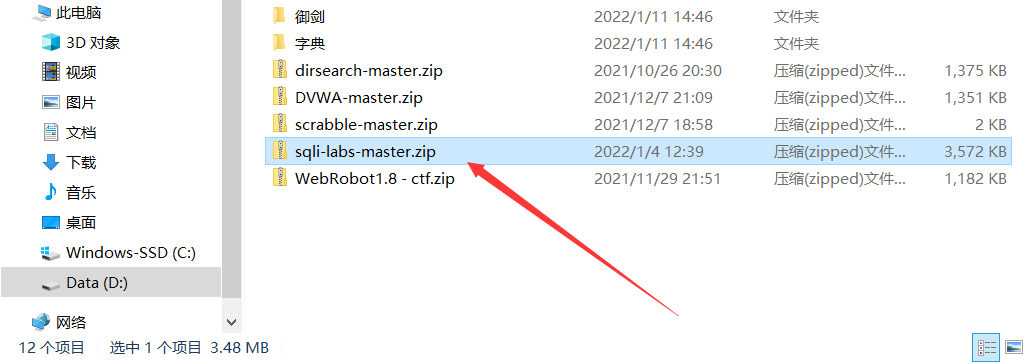 此电脑
3D 对象
视频
图片
文档
下载
音乐
桌面
Windows-SSD (C:)
Data (D:)
网络
御剑 2022/1/11 14:46 文件夹
字典 2022/1/11 14:46 文件夹
dirsearch-master.zip 2021/10/26 20:30 压缩(zipped)文件... 1,375 KB
DVWA-master.zip 2021/12/7 21:09 压缩(zipped)文件... 1,351 KB
scrabble-master.zip 2021/12/7 18:58 压缩(zipped)文件... 2 KB
sqli-labs-master.zip 2022/1/4 12:39 压缩(zipped)文件... 3,572 KB
WebRobot1.8 - ctf.zip 2021/11/29 21:51 压缩(zipped)文件... 1,182 KB
12 个项目 选中 1 个项目 3.48 MB